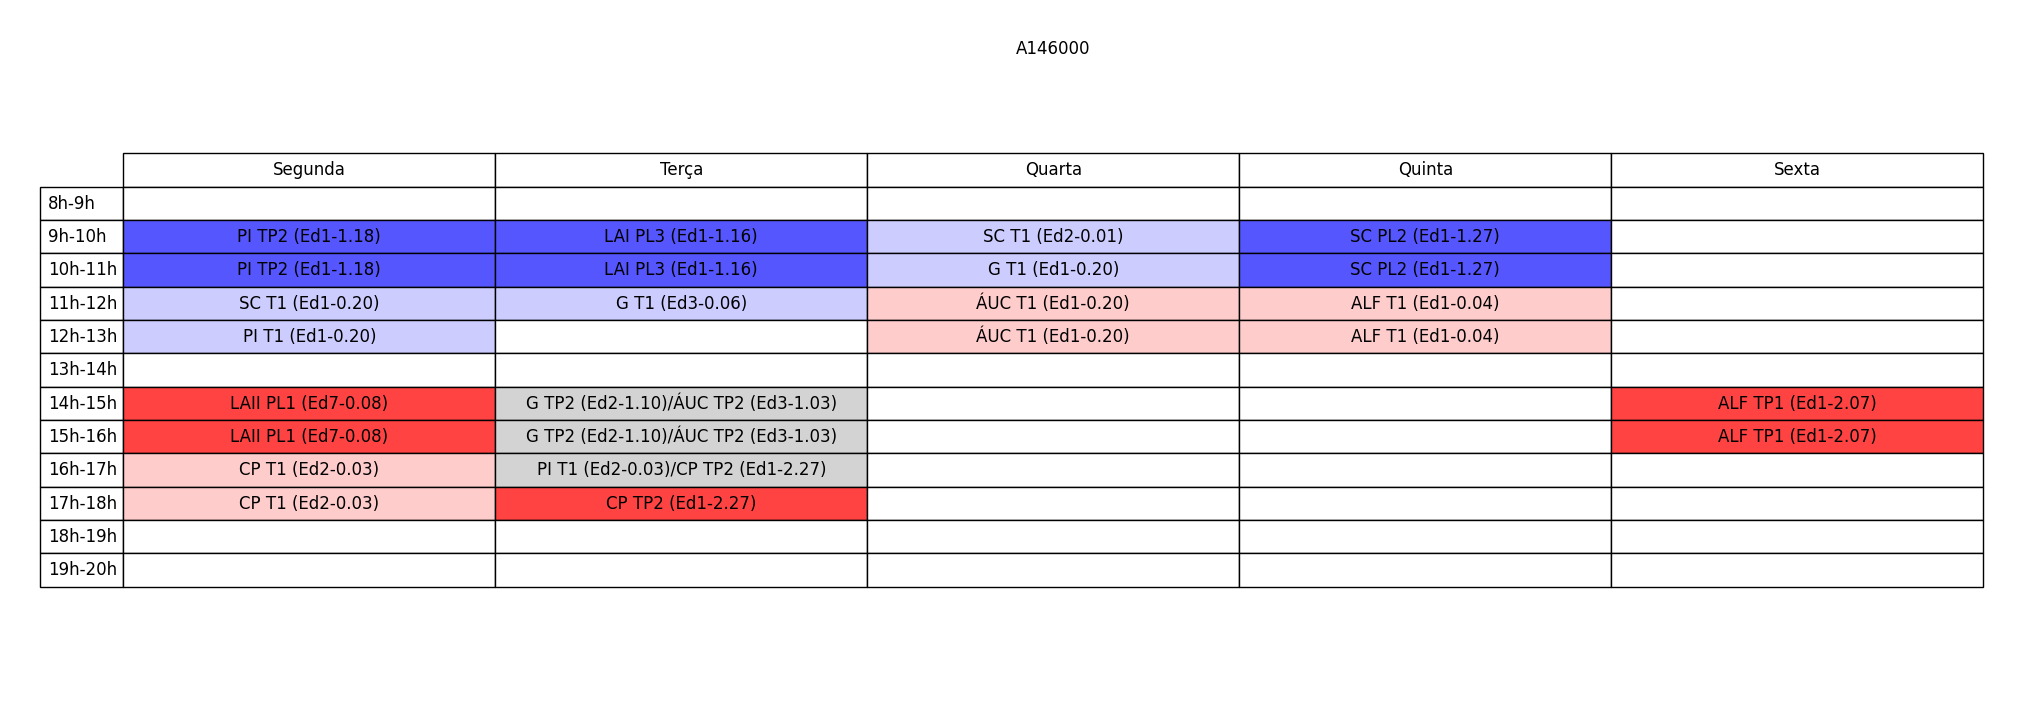 A146000
Segunda Terça Quarta Quinta Sexta
8h-9h
9h-10h PI TP2 (Ed1-1.18) LAI PL3 (Ed1-1.16) SC T1 (Ed2-0.01) SC PL2 (Ed1-1.27)
10h-11h PI TP2 (Ed1-1.18) LAI PL3 (Ed1-1.16) G T1 (Ed1-0.20) SC PL2 (Ed1-1.27)
11h-12h SC T1 (Ed1-0.20) G T1 (Ed3-0.06) ÁUC T1 (Ed1-0.20) ALF T1 (Ed1-0.04)
12h-13h PI T1 (Ed1-0.20) ÁUC T1 (Ed1-0.20) ALF T1 (Ed1-0.04)
13h-14h
14h-15h LAII PL1 (Ed7-0.08) G TP2 (Ed2-1.10)/ÁUC TP2 (Ed3-1.03) ALF TP1 (Ed1-2.07)
15h-16h LAII PL1 (Ed7-0.08) G TP2 (Ed2-1.10)/ÁUC TP2 (Ed3-1.03) ALF TP1 (Ed1-2.07)
16h-17h CP T1 (Ed2-0.03) PI T1 (Ed2-0.03)/CP TP2 (Ed1-2.27)
17h-18h CP T1 (Ed2-0.03) CP TP2 (Ed1-2.27)
18h-19h
19h-20h